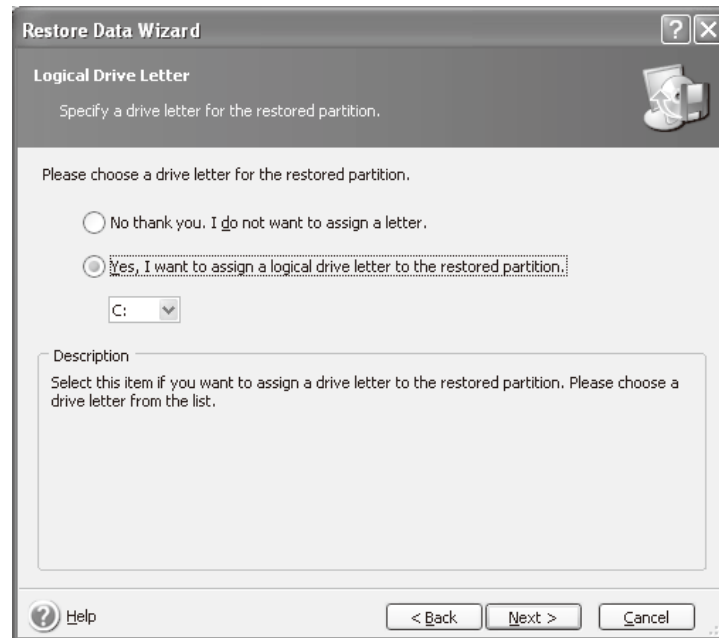 Restore Data Wizard
Logical Drive Letter
Specify a drive letter for the restored partition.
Please choose a drive letter for the restored partition.
No thank you. I do not want to assign a letter.
Yes, I want to assign a logical drive letter to the restored partition.
C:
Description
Select this item if you want to assign a drive letter to the restored partition. Please choose a
drive letter from the list.
Help
< Back
Next >
Cancel